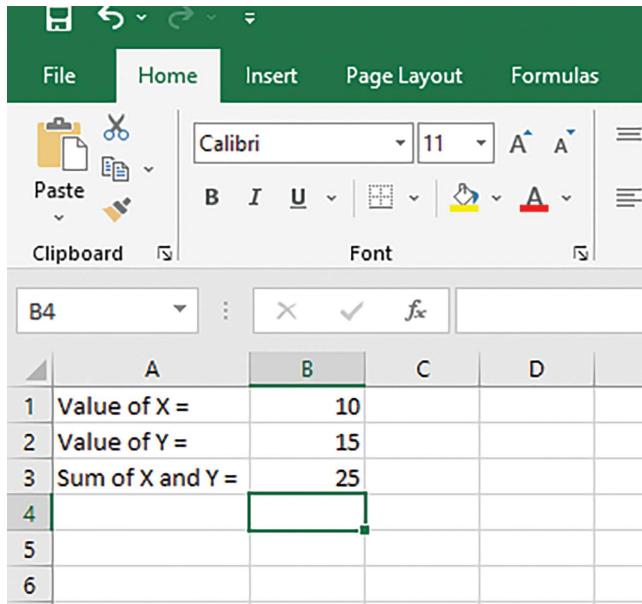 File Home Insert Page Layout Formulas
Calibri 11 A A
Paste B I U A
Clipboard Font
B4 fx
A B C D
1 Value of X = 10
2 Value of Y = 15
3 Sum of X and Y = 25
4
5
6